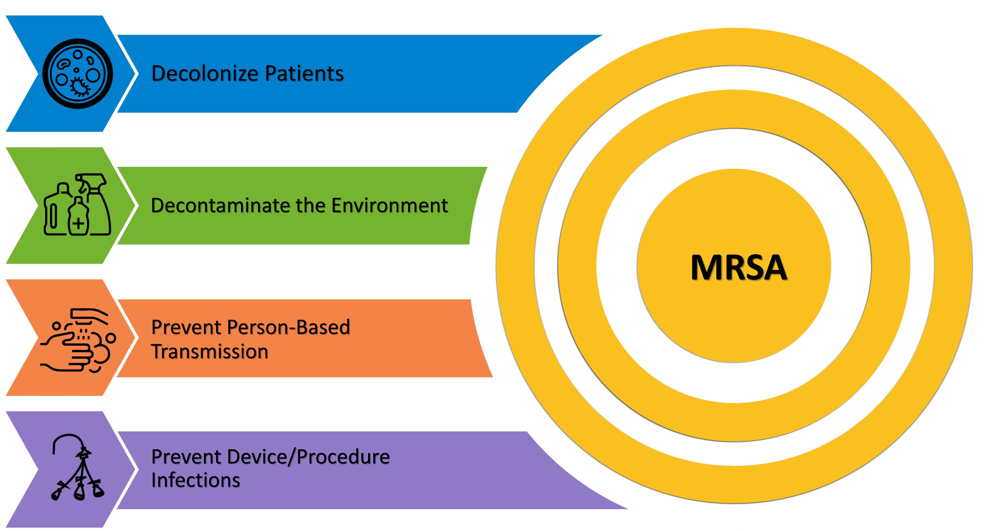 Decolonize Patients
Decontaminate the Environment
Prevent Person-Based
Transmission
Prevent Device/Procedure
Infections
MRSA